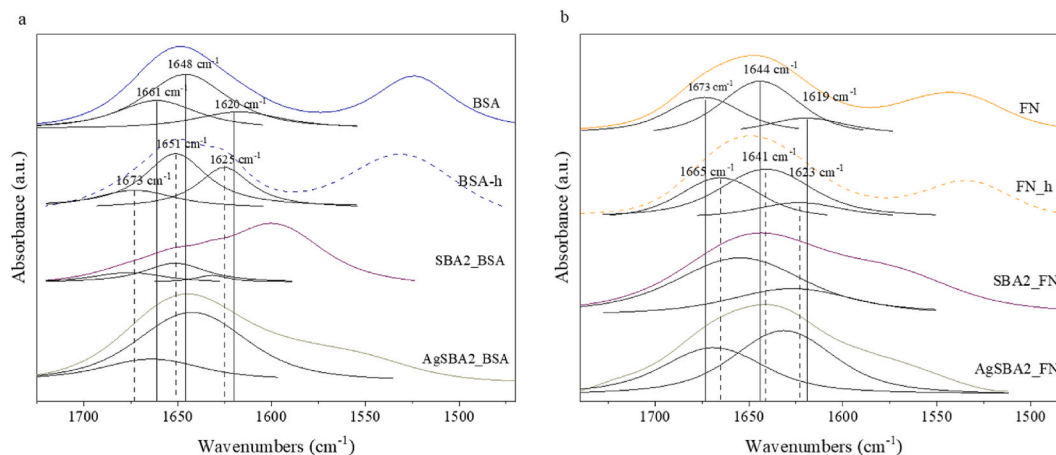 a
1648 cm-1
1661 cm-1
1620 cm-1
BSA
1651 cm-1
1625 cm-1
1673 cm-1
BSA-h
SBA2_BSA
AgSBA2_BSA
Absorbance (a.u.)
1700
1650
1600
1550
1500
Wavenumbers (cm-1)
b
1644 cm-1
1673 cm-1
1619 cm-1
FN
1641 cm-1
1665 cm-1
1623 cm-1
FN_h
SBA2_FN
AgSBA2_FN
Absorbance (a.u.)
1700
1650
1600
1550
1500
Wavenumbers (cm-1)